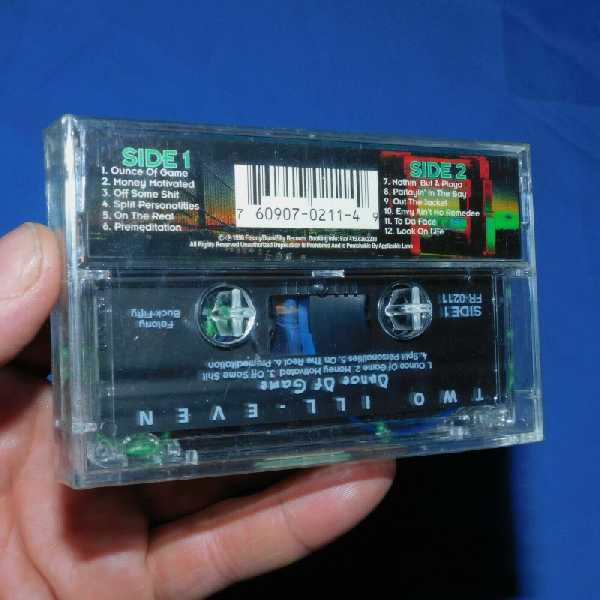 SIDE 1
1. Ounce Of Game
2. Money Motivated
3. Off Some Shit
4. Split Personalities
5. On The Real
6. Premeditation
7 60907-0211-4 9
SIDE 2
7. Nothin' But A Playa
8. Parlayin' In The Bay
9. Out The Jacket
10. Envy Ain't No Remedee
11. To Da Face
12. Look On Life
All Rights Reserved Unauthorized Duplication Is Prohibited And Is Punishable By Applicable Laws
SIDE 1
FR-0211
Felony
Buck-Fifty
1. Ounce Of Game 2. Money Motivated 3. Off Some Shit
4. Split Personalities 5. On The Real 6. Premeditation
Ounce Of Game
TWO ILL-EVEN